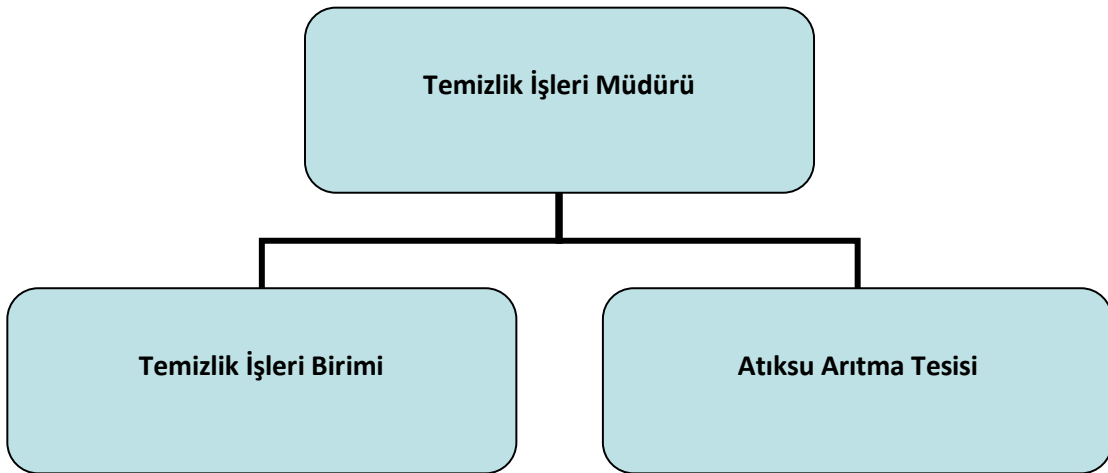 Temizlik İşleri Müdürü
Temizlik İşleri Birimi
Atıksu Arıtma Tesisi